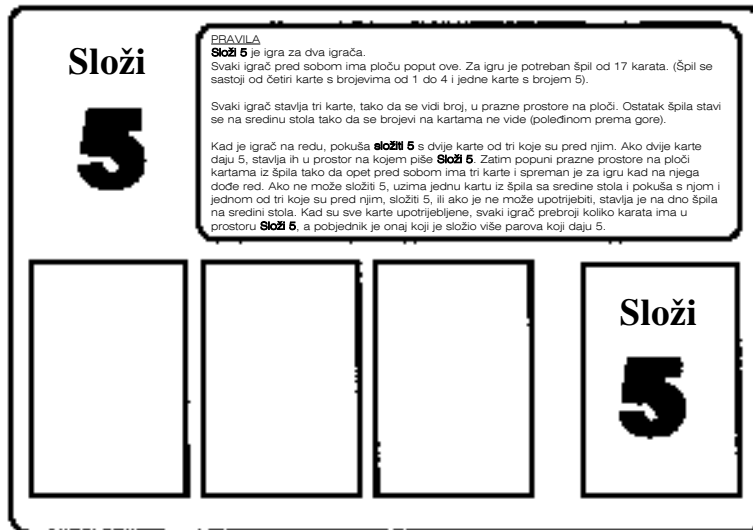 Složi
5
PRAVILA
Složi 5 je igra za dva igrača.
Svaki igrač pred sobom ima ploču poput ove. Za igru je potreban špil od 17 karata. (Špil se
sastoji od četiri karte s brojevima od 1 do 4 i jedne karte s brojem 5).
Svaki igrač stavlja tri karte, tako da se vidi broj, u prazne prostore na ploči. Ostatak špila stavi
se na sredinu stola tako da se brojevi na kartama ne vide (poleđinom prema gore).
Kad je igrač na redu, pokuša složiti 5 s dvije karte od tri koje su pred njim. Ako dvije karte
daju 5, stavlja ih u prostor na kojem piše Složi 5. Zatim popuni prazne prostore na ploči
kartama iz špila tako da opet pred sobom ima tri karte i spreman je za igru kad na njega
dođe red. Ako ne može složiti 5, uzima jednu kartu iz špila sa sredine stola i pokuša s njom i
jednom od tri koje su pred njim, složiti 5, ili ako je ne može upotrijebiti, stavlja je na dno špila
na sredini stola. Kad su sve karte upotrijebljene, svaki igrač prebroji koliko karata ima u
prostoru Složi 5, a pobjednik je onaj koji je složio više parova koji daju 5.
Složi
5